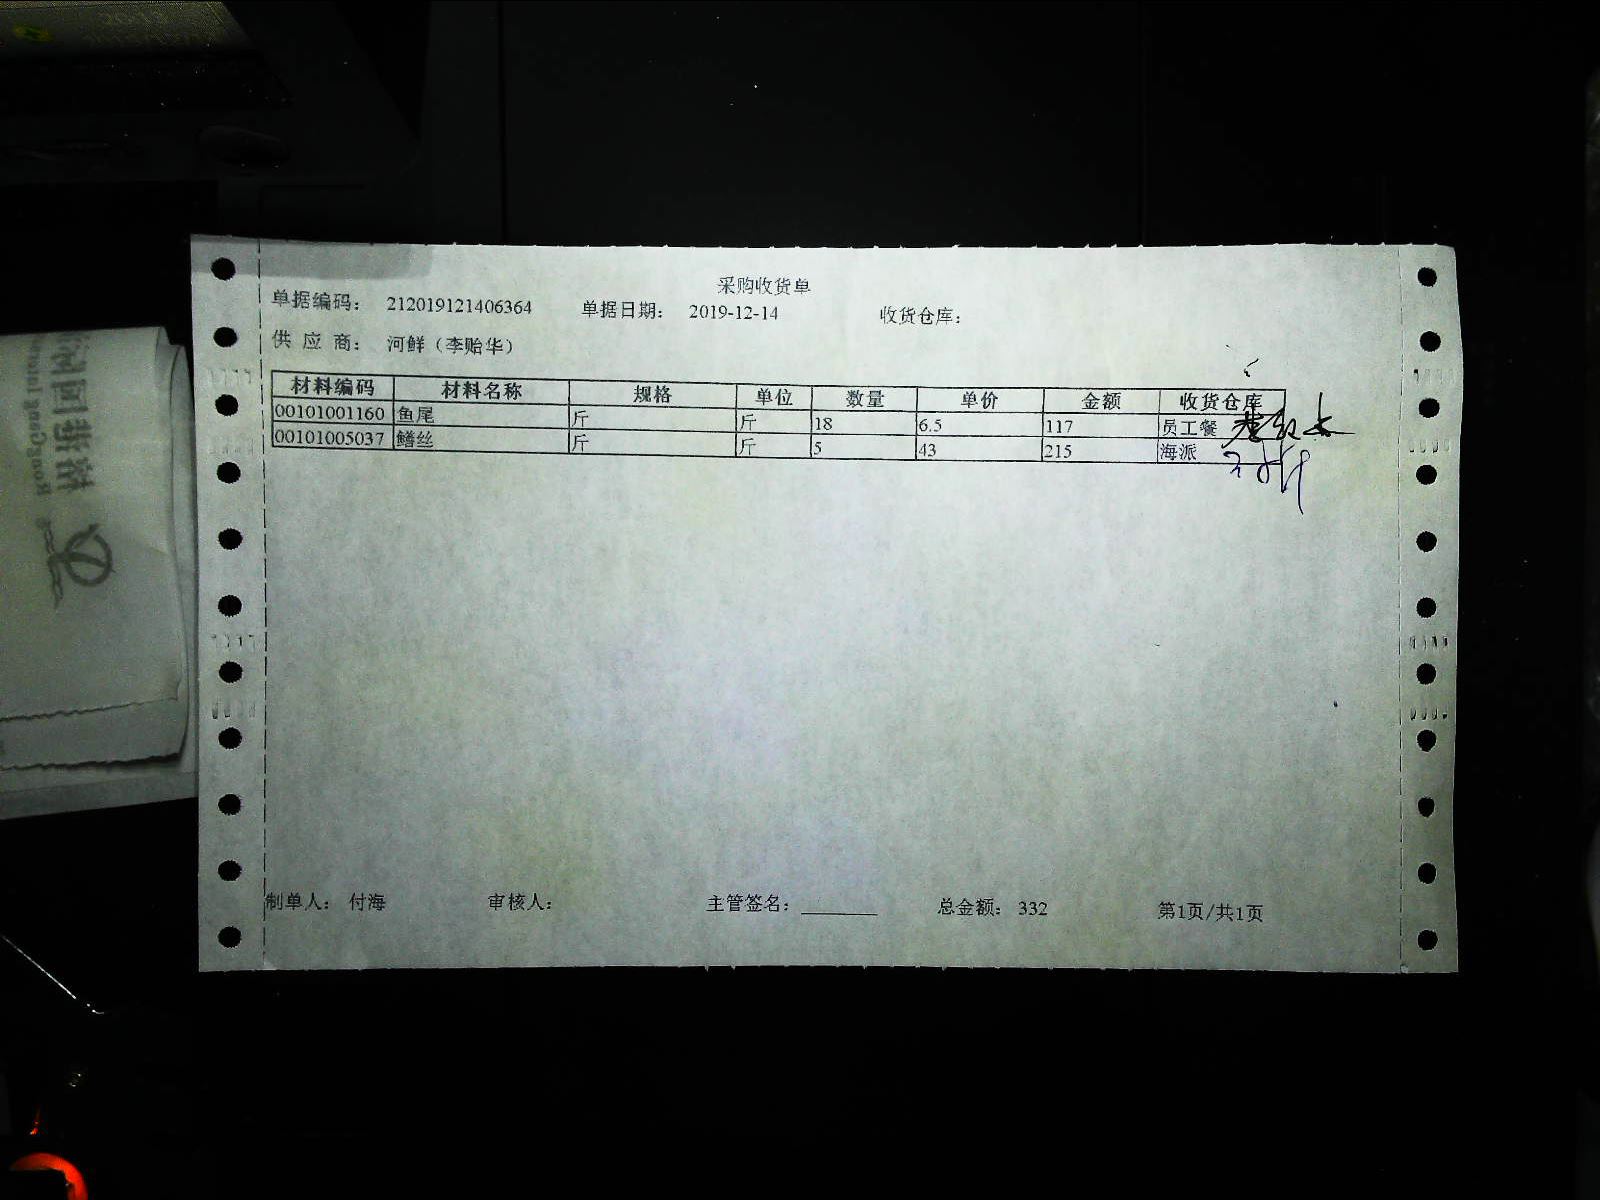 采购收货单
单据编码： 212019121406364 单据日期： 2019-12-14 收货仓库：
供 应 商： 河鲜（李贻华）
材料编码 材料名称 规格 单位 数量 单价 金额 收货仓库
00101001160 鱼尾 斤 斤 18 6.5 117 员工餐
00101005037 鳝丝 斤 斤 5 43 215 海派
制单人： 付海 审核人： 主管签名： 总金额： 332 第1页/共1页